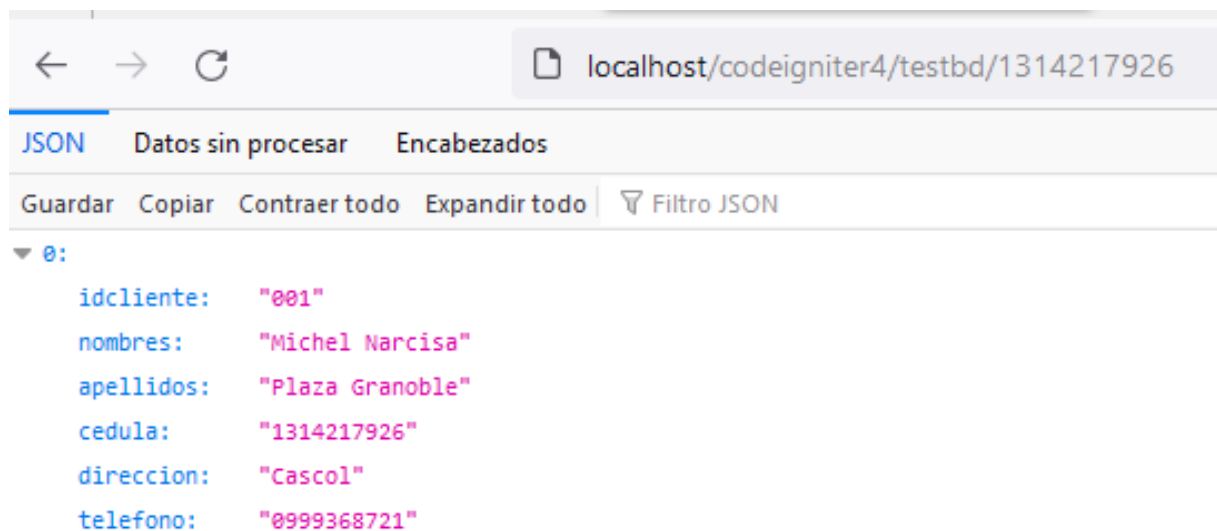 localhost/codeigniter4/testbd/1314217926
JSON Datos sin procesar Encabezados
Guardar Copiar Contraer todo Expandir todo Filtro JSON
0:
idcliente: "001"
nombres: "Michel Narcisa"
apellidos: "Plaza Granoble"
cedula: "1314217926"
direccion: "Cascol"
telefono: "0999368721"